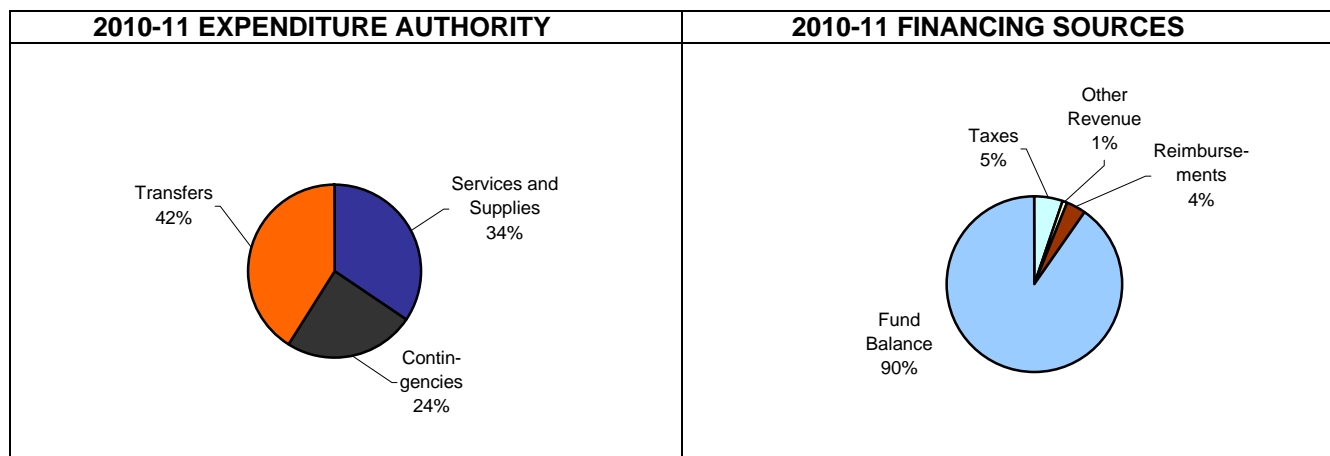 2010-11 EXPENDITURE AUTHORITY
Transfers
42%
Services and
Supplies
34%
Contin-
gencies
24%
2010-11 FINANCING SOURCES
Taxes
5%
Other
Revenue
1%
Reimburse-
ments
4%
Fund
Balance
90%